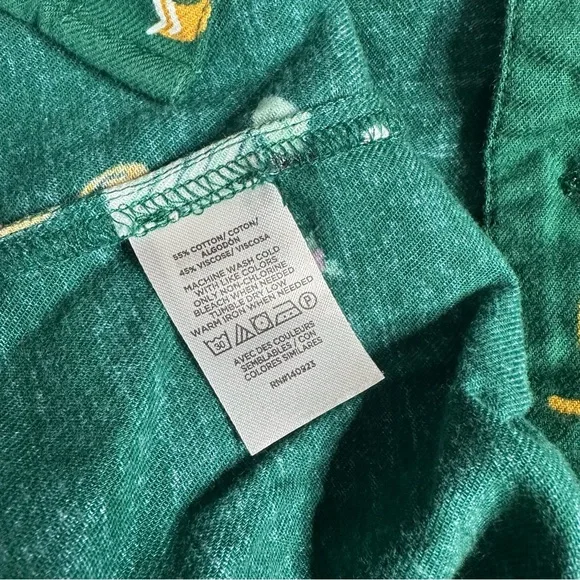 55% COTTON/ COTON/
ALGODÓN
45% VISCOSE/ VISCOSA
MACHINE WASH COLD
WITH LIKE COLORS
ONLY NON-CHLORINE
BLEACH WHEN NEEDED
TUMBLE DRY LOW
WARM IRON WHEN NEEDED
30
AVEC DES COULEURS
SEMBLABLES / CON
COLORES SIMILARES
RN#140923